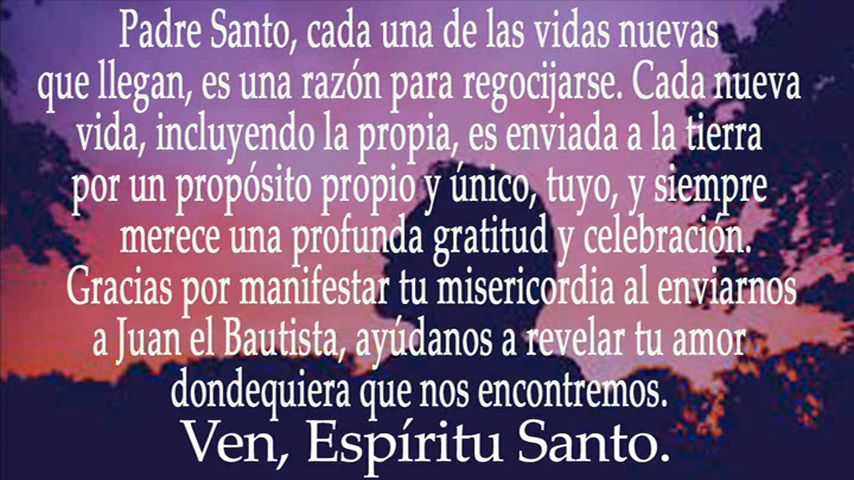 Padre Santo, cada una de las vidas nuevas
que llegan, es una razón para regocijarse. Cada nueva
vida, incluyendo la propia, es enviada a la tierra
por un propósito propio y único, tuyo, y siempre
merece una profunda gratitud y celebración.
Gracias por manifestar tu misericordia al enviarnos
a Juan el Bautista, ayúdanos a revelar tu amor
dondequiera que nos encontremos.
Ven, Espíritu Santo.